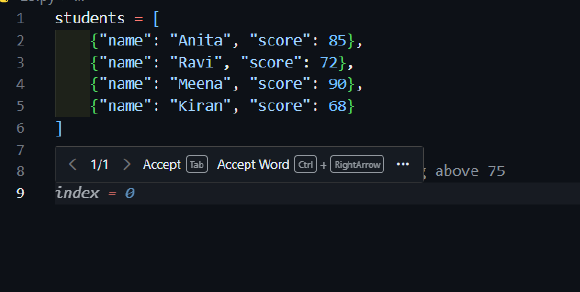 1 students = [
2 {"name": "Anita", "score": 85},
3 {"name": "Ravi", "score": 72},
4 {"name": "Meena", "score": 90},
5 {"name": "Kiran", "score": 68}
6 ]
7
< 1/1 > Accept Tab Accept Word Ctrl + RightArrow ...
8 above 75
9 index = 0